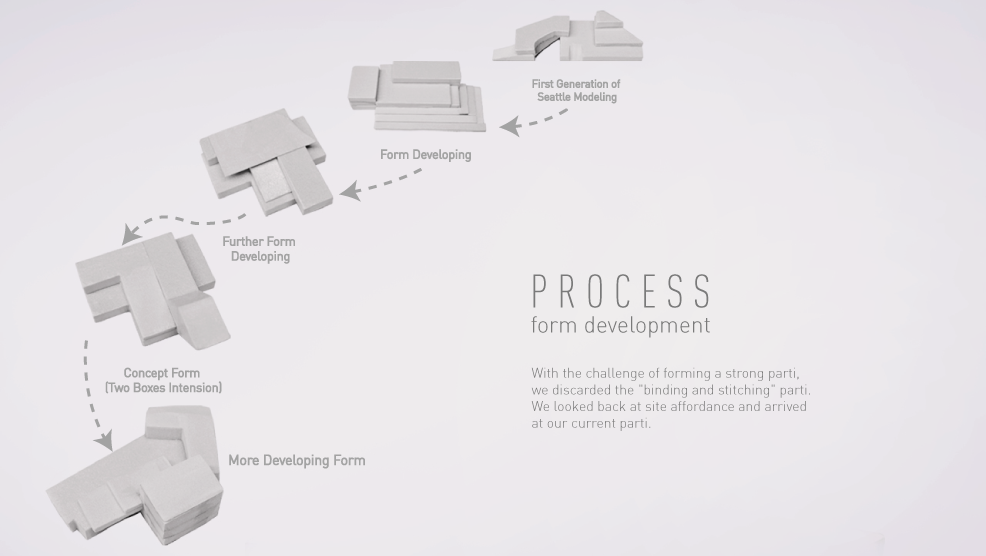 First Generation of
Seattle Modeling
Form Developing
Further Form
Developing
Concept Form
(Two Boxes Intension)
More Developing Form
PROCESS
form development
With the challenge of forming a strong parti,
we discarded the "binding and stitching" parti.
We looked back at site affordance and arrived
at our current parti.